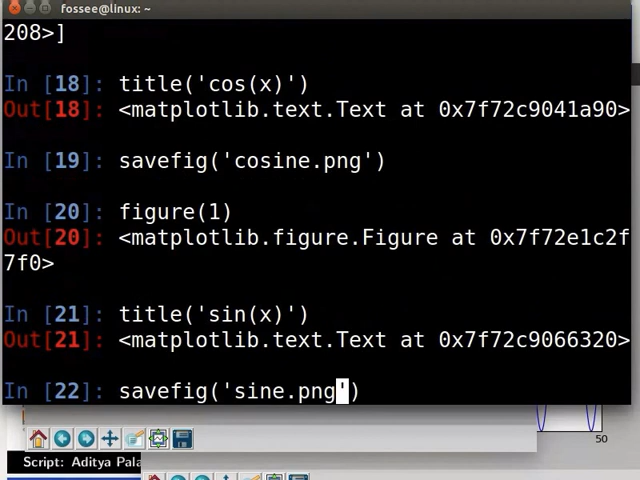 fossee@linux: ~
208>]
In [18]: title('cos(x)')
Out[18]: <matplotlib.text.Text at 0x7f72c9041a90>
In [19]: savefig('cosine.png')
In [20]: figure(1)
Out[20]: <matplotlib.figure.Figure at 0x7f72e1c2f
7f0>
In [21]: title('sin(x)')
Out[21]: <matplotlib.text.Text at 0x7f72c9066320>
In [22]: savefig('sine.png')
50
Script: Aditya Pala